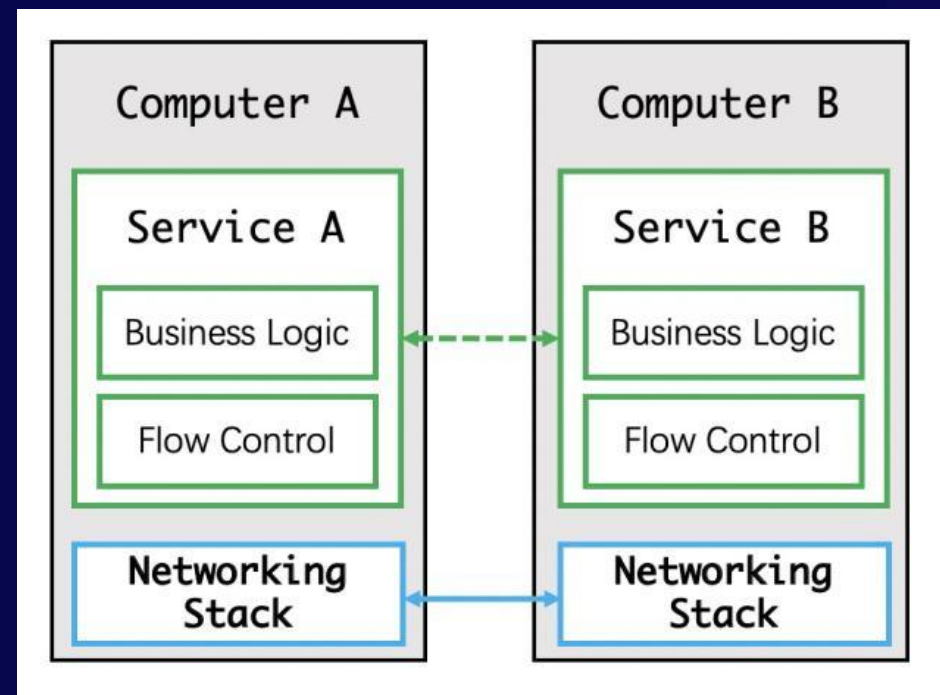 Computer A
Service A
Business Logic
Flow Control
Networking
Stack
Computer B
Service B
Business Logic
Flow Control
Networking
Stack